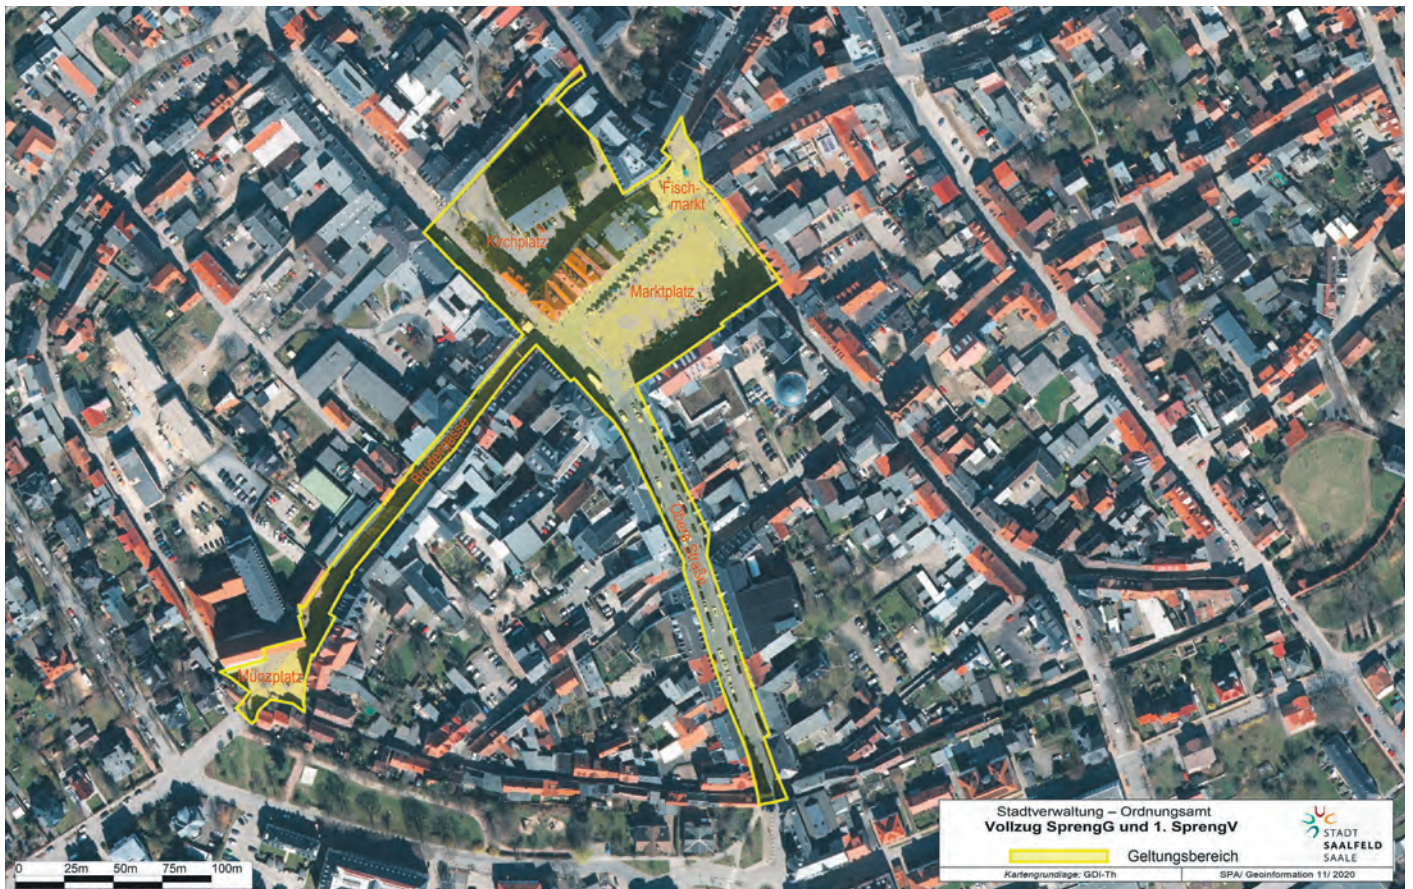 Fisch-
markt
Kirchplatz
Marktplatz
Brudergasse
Obere Straße
Münzplatz
0 25m 50m 75m 100m
Stadtverwaltung – Ordnungsamt
Vollzug SprengG und 1. SprengV
Geltungsbereich
STADT
SAALFELD
SAALE
Kartengrundlage: GDI-Th
SPA/ Geoinformation 11/ 2020